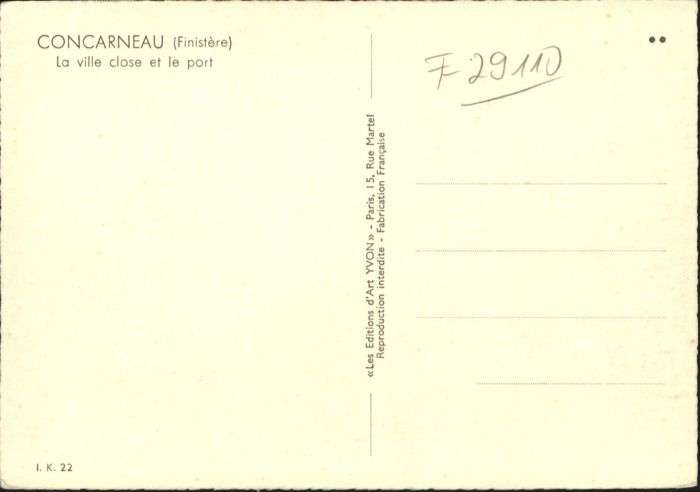 CONCARNEAU (Finistère)
La ville close et le port
F 29110
«Les Editions d'Art YVON» - Paris, 15, Rue Martel
Reproduction interdite - Fabrication Française
I. K. 22